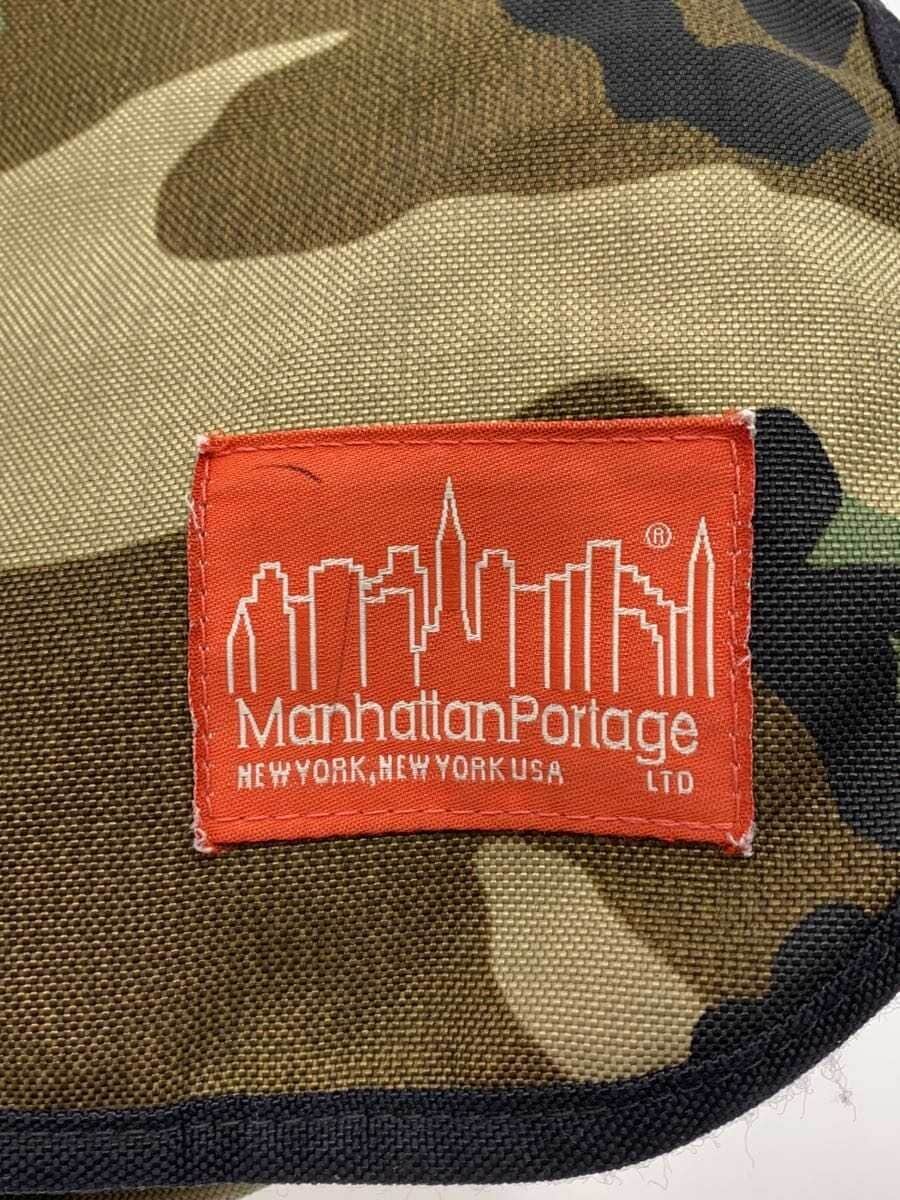 ®
ManhattanPortage
NEW YORK, NEW YORK USA LTD